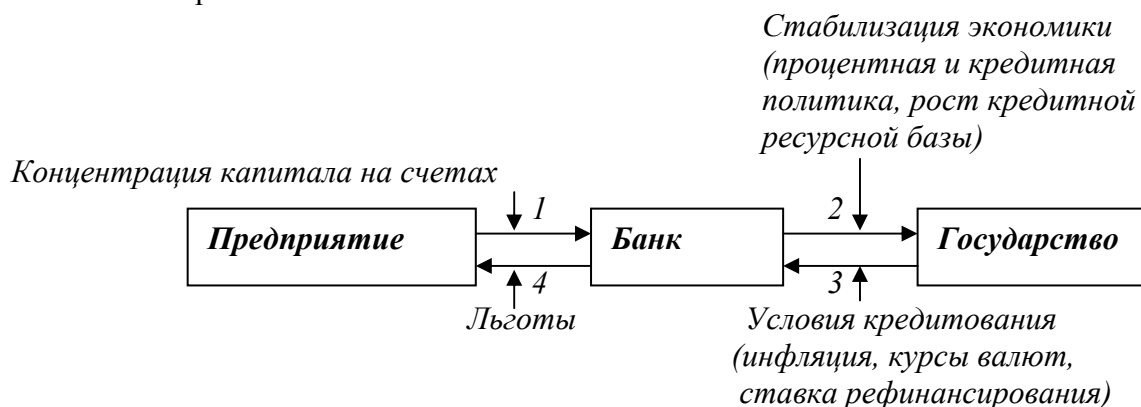 Стабилизация экономики
(процентная и кредитная
политика, рост кредитной
ресурсной базы)
Концентрация капитала на счетах
1
2
Предприятие
Банк
Государство
4
3
Льготы
Условия кредитования
(инфляция, курсы валют,
ставка рефинансирования)